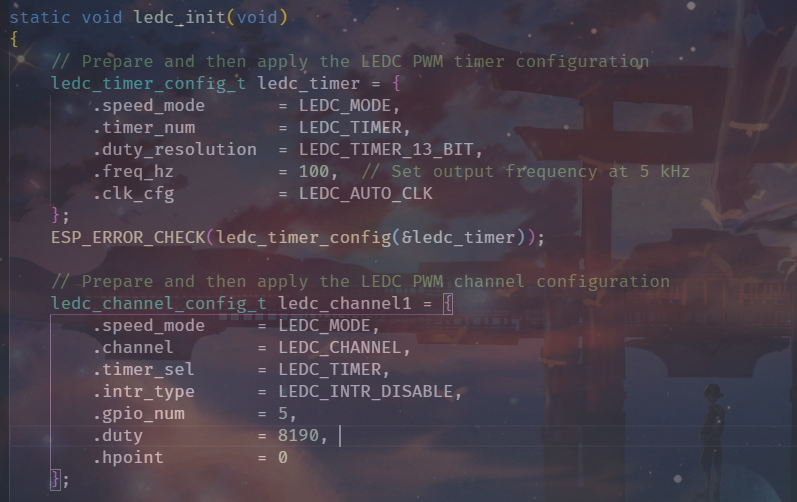 static void ledc_init(void)
{
    // Prepare and then apply the LEDC PWM timer configuration
    ledc_timer_config_t ledc_timer = {
        .speed_mode       = LEDC_MODE,
        .timer_num        = LEDC_TIMER,
        .duty_resolution  = LEDC_TIMER_13_BIT,
        .freq_hz          = 100,  // Set output frequency at 5 kHz
        .clk_cfg          = LEDC_AUTO_CLK
    };
    ESP_ERROR_CHECK(ledc_timer_config(&ledc_timer));

    // Prepare and then apply the LEDC PWM channel configuration
    ledc_channel_config_t ledc_channel1 = {
        .speed_mode     = LEDC_MODE,
        .channel        = LEDC_CHANNEL,
        .timer_sel      = LEDC_TIMER,
        .intr_type      = LEDC_INTR_DISABLE,
        .gpio_num       = 5,
        .duty           = 8190,
        .hpoint         = 0
    };